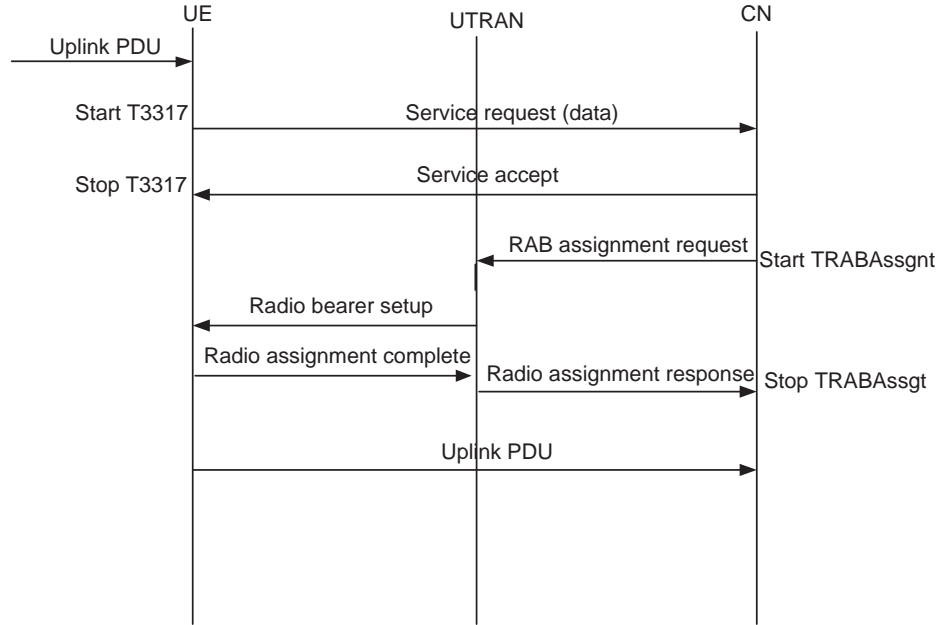 UE
UTRAN
CN
Uplink PDU
Start T3317
Service request (data)
Stop T3317
Service accept
RAB assignment request
Start TRABAssgnt
Radio bearer setup
Radio assignment complete
Radio assignment response
Stop TRABAssgt
Uplink PDU